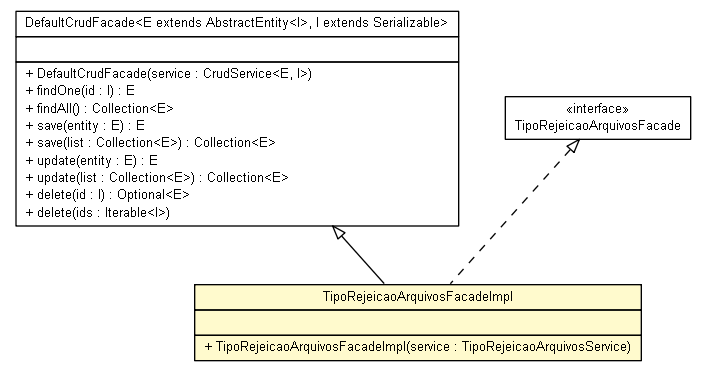 DefaultCrudFacade<E extends AbstractEntity<I>, I extends Serializable>
+ DefaultCrudFacade(service : CrudService<E, I>)
+ findOne(id : I) : E
+ findAll() : Collection<E>
+ save(entity : E) : E
+ save(list : Collection<E>) : Collection<E>
+ update(entity : E) : E
+ update(list : Collection<E>) : Collection<E>
+ delete(id : I) : Optional<E>
+ delete(ids : Iterable<I>)
«interface»
TipoRejeicaoArquivosFacade
TipoRejeicaoArquivosFacadeImpl
+ TipoRejeicaoArquivosFacadeImpl(service : TipoRejeicaoArquivosService)